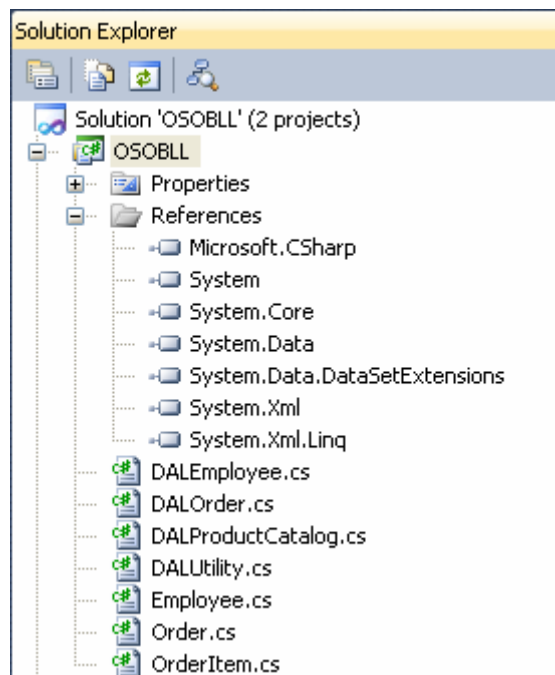 Solution Explorer
Solution 'OSOBLL' (2 projects)
OSOBLL
Properties
References
Microsoft.CSharp
System
System.Core
System.Data
System.Data.DataSetExtensions
System.Xml
System.Xml.Linq
DALEmployee.cs
DALOrder.cs
DALProductCatalog.cs
DALUtility.cs
Employee.cs
Order.cs
OrderItem.cs